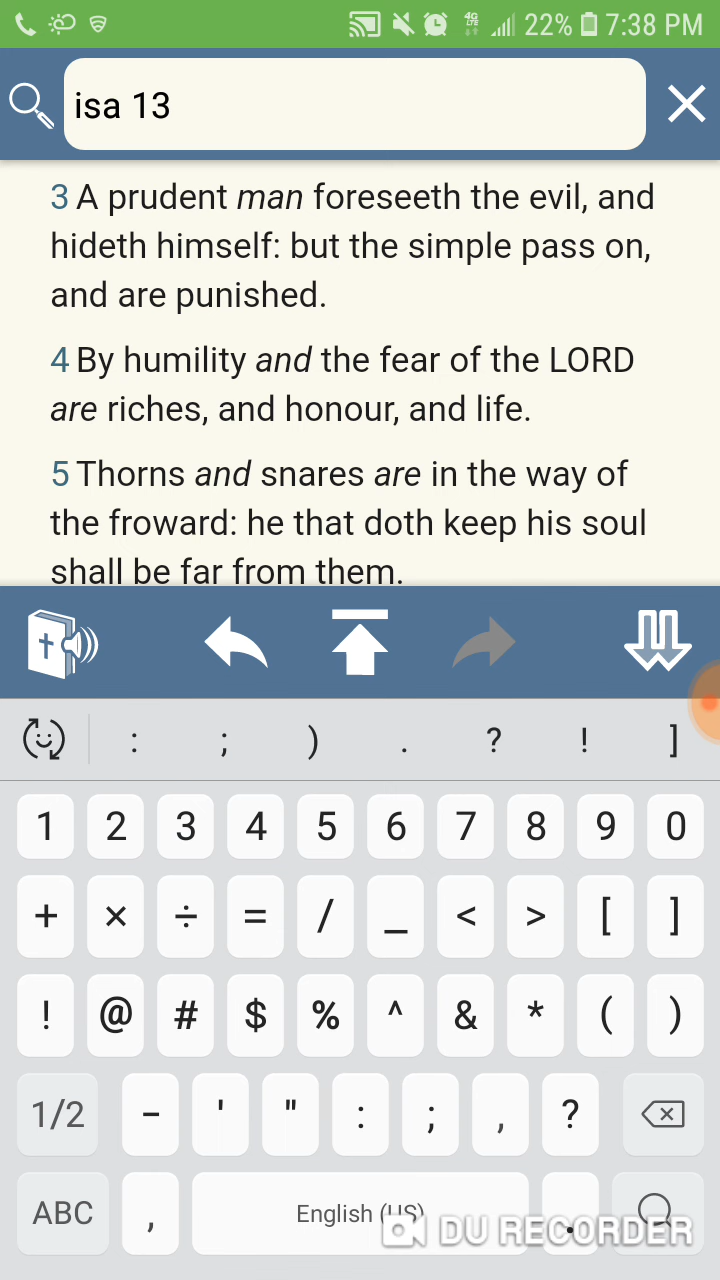 4G
LTE
22% 7:38 PM
isa 13
3 A prudent man foreseeth the evil, and
hideth himself: but the simple pass on,
and are punished.
4 By humility and the fear of the LORD
are riches, and honour, and life.
5 Thorns and snares are in the way of
the froward: he that doth keep his soul
shall be far from them.
: ; ) . ? ! ]
1 2 3 4 5 6 7 8 9 0
+ × ÷ = / _ < > [ ]
! @ # $ % ^ & * ( )
1/2 - ' " : ; , ?
ABC , English (US) .
DU RECORDER